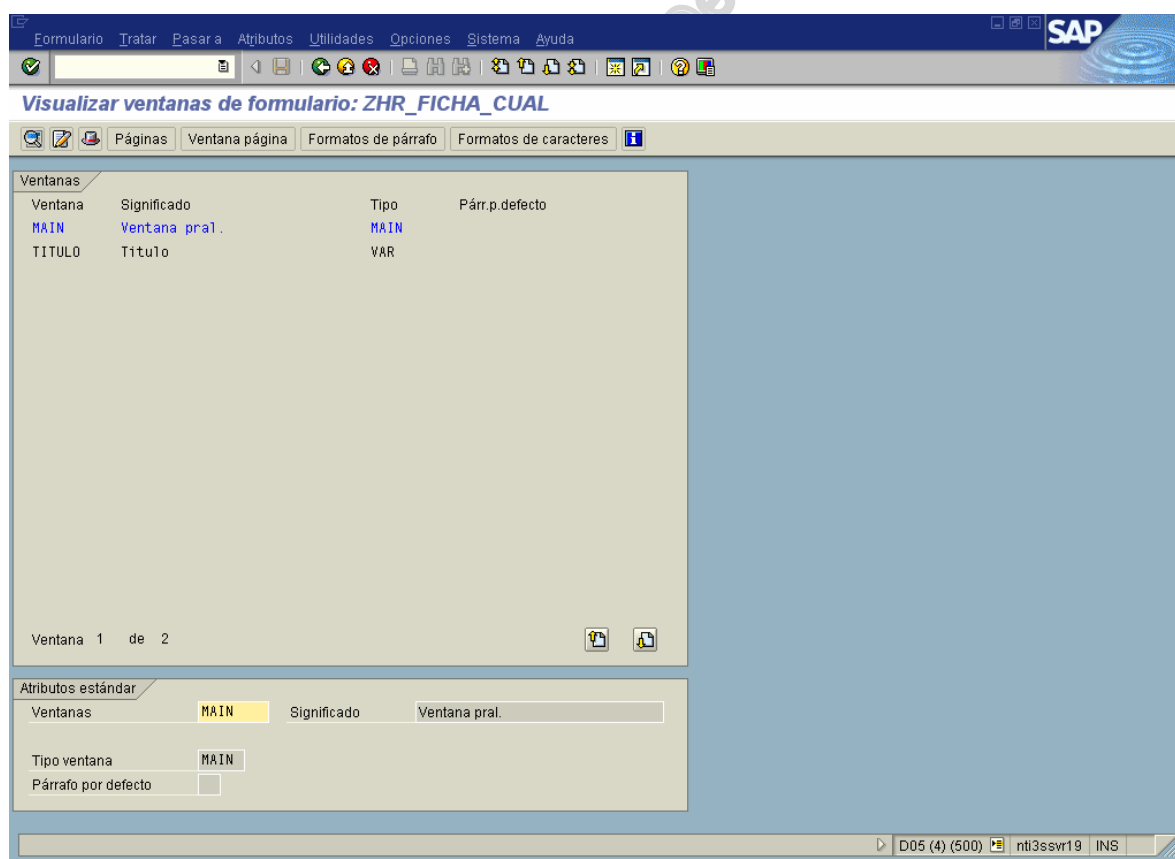 Formulario Tratar Pasar a Atributos Utilidades Opciones Sistema Ayuda
SAP
Visualizar ventanas de formulario: ZHR_FICHA_CUAL
Páginas Ventana página Formatos de párrafo Formatos de caracteres
Ventanas
Ventana Significado Tipo Párr.p.defecto
MAIN Ventana pral. MAIN
TITULO Titulo VAR
Ventana 1 de 2
Atributos estándar
Ventanas MAIN Significado Ventana pral.
Tipo ventana MAIN
Párrafo por defecto
D05 (4) (500) nti3ssvr19 INS